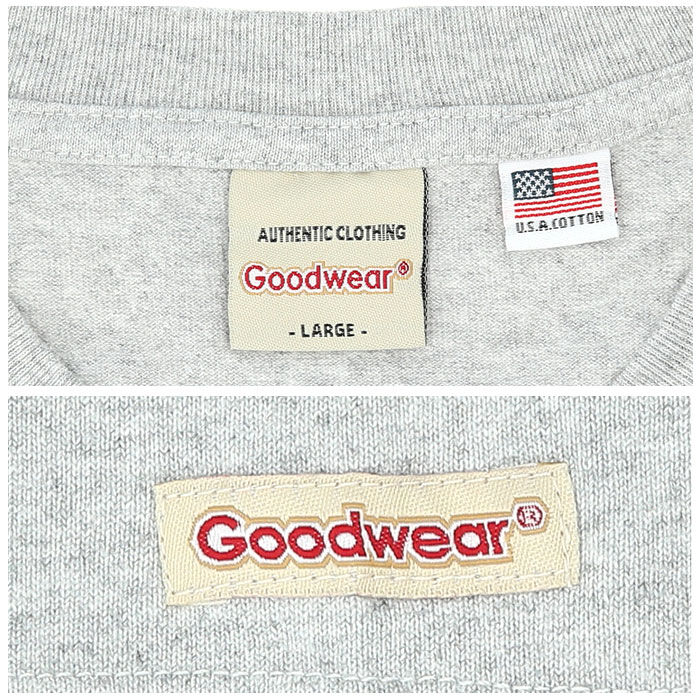 AUTHENTIC CLOTHING
Goodwear®
- LARGE -
U.S.A.COTTON
Goodwear®